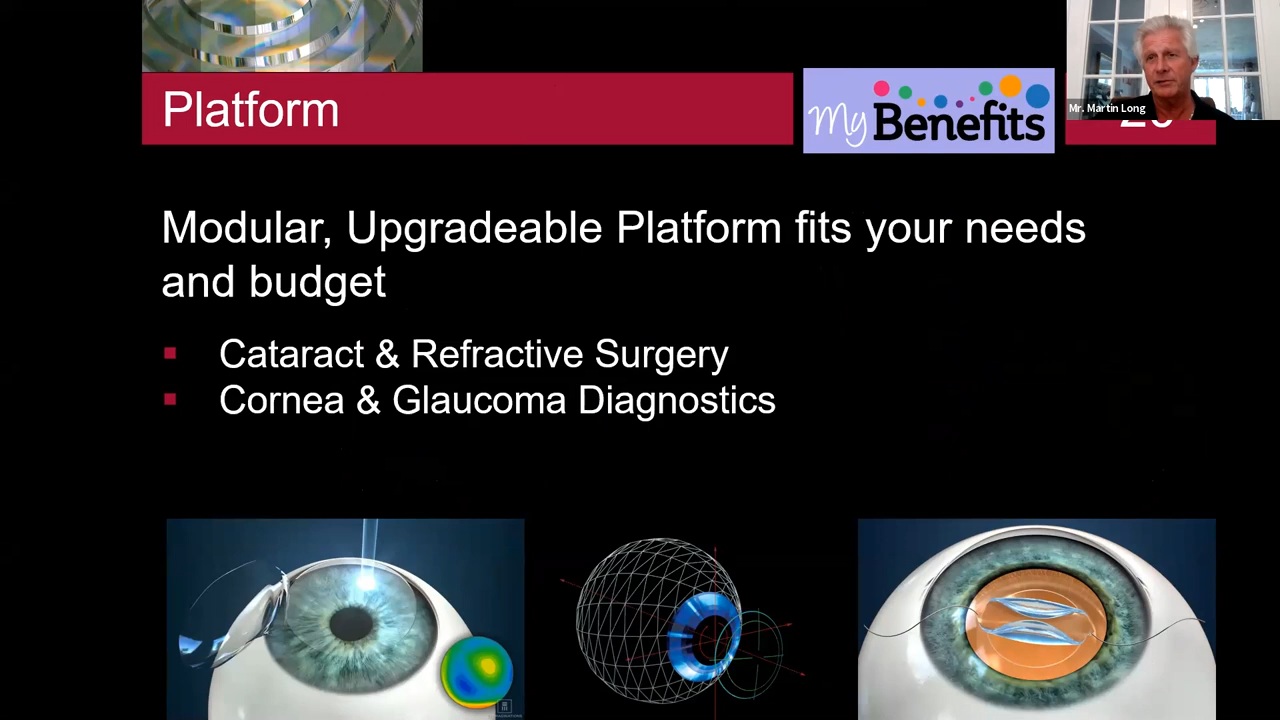 Platform
My Benefits
Mr. Martin Long
Modular, Upgradeable Platform fits your needs
and budget
Cataract & Refractive Surgery
Cornea & Glaucoma Diagnostics